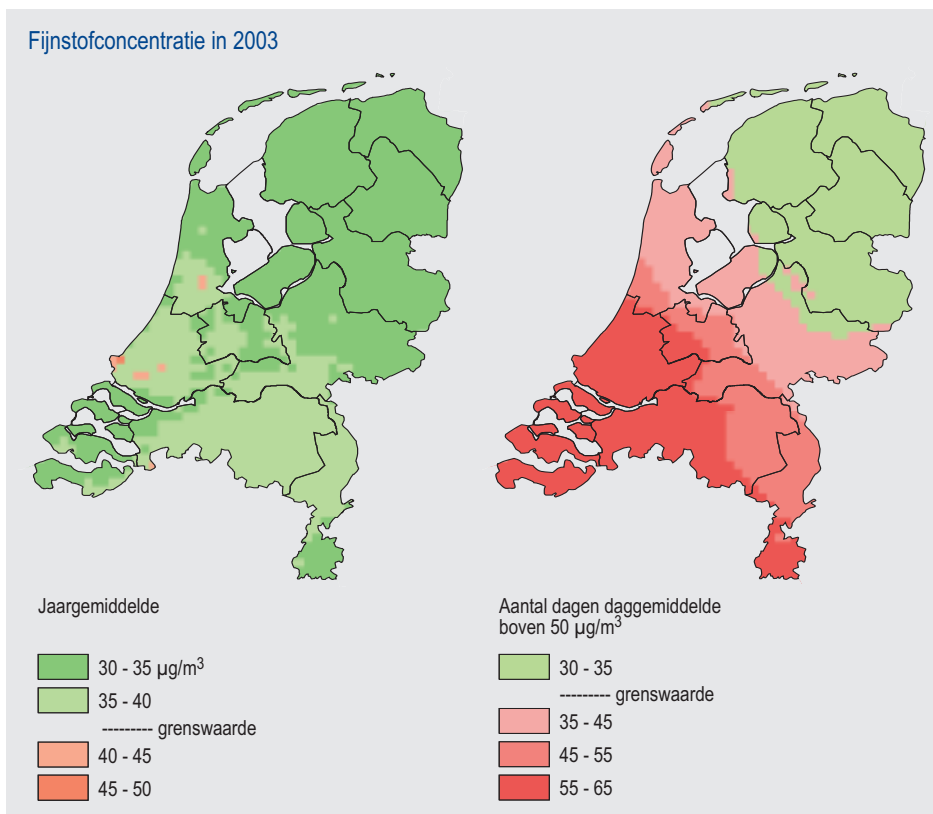 Fijnstofconcentratie in 2003
Jaargemiddelde
30 - 35 µg/m³
35 - 40
--------- grenswaarde
40 - 45
45 - 50
Aantal dagen daggemiddelde
boven 50 µg/m³
30 - 35
--------- grenswaarde
35 - 45
45 - 55
55 - 65